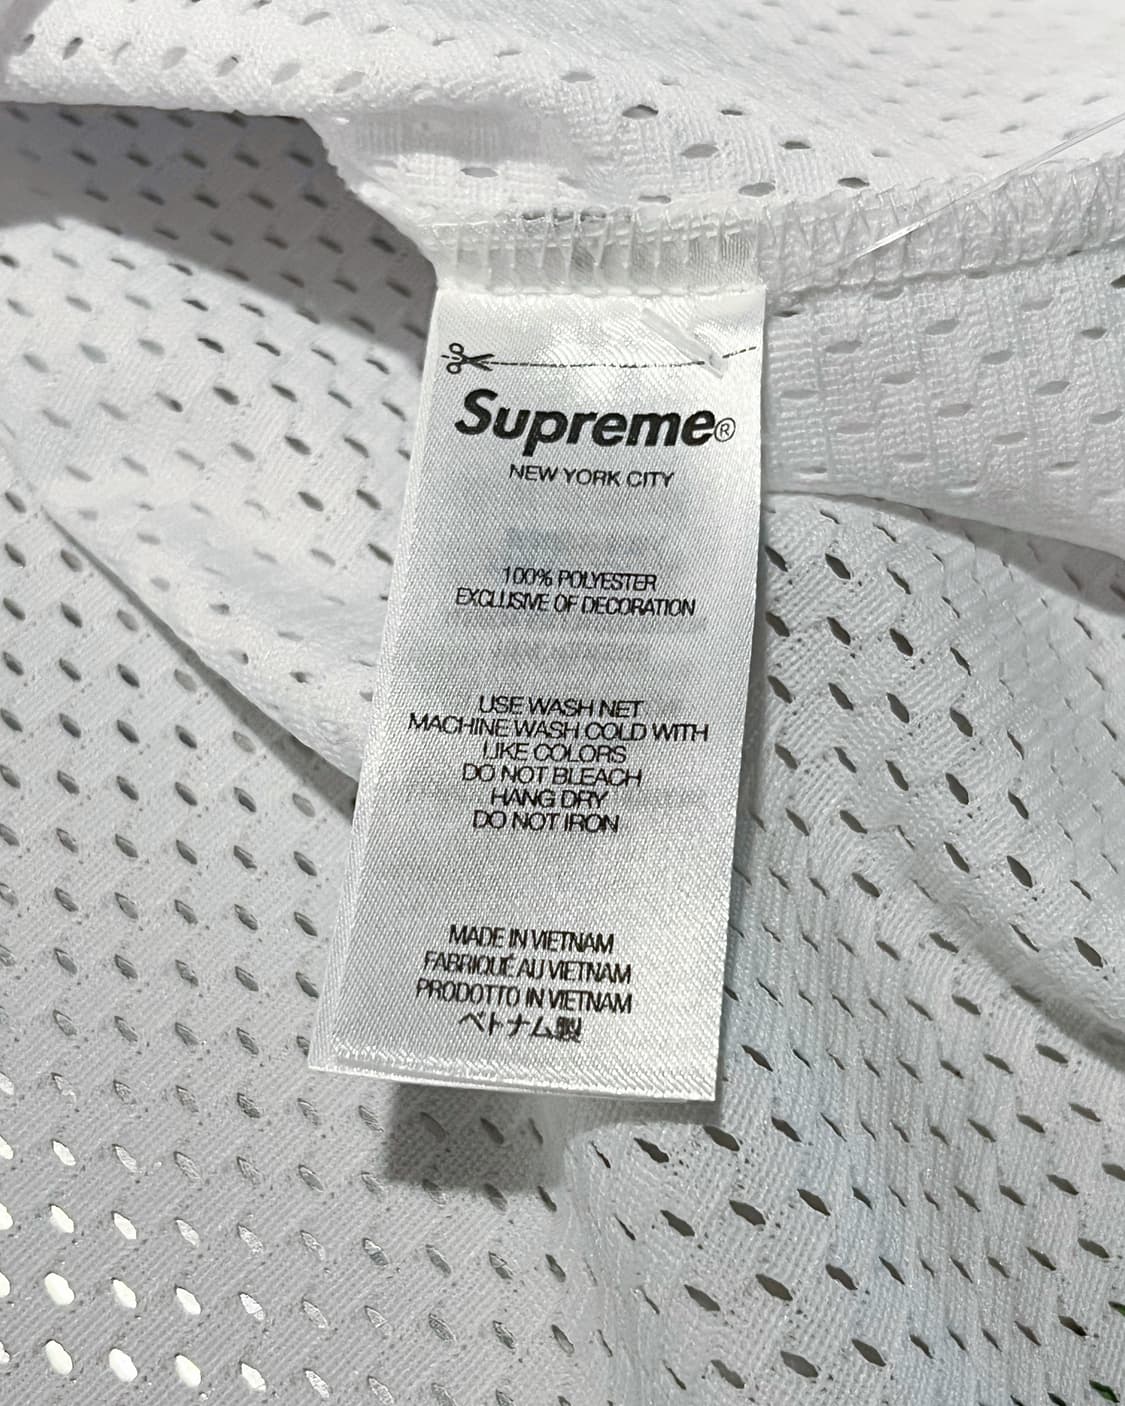 Supreme®
NEW YORK CITY
100% POLYESTER
EXCLUSIVE OF DECORATION
USE WASH NET
MACHINE WASH COLD WITH
LIKE COLORS
DO NOT BLEACH
HANG DRY
DO NOT IRON
MADE IN VIETNAM
FABRIQUÉ AU VIETNAM
PRODOTTO IN VIETNAM
ベトナム製